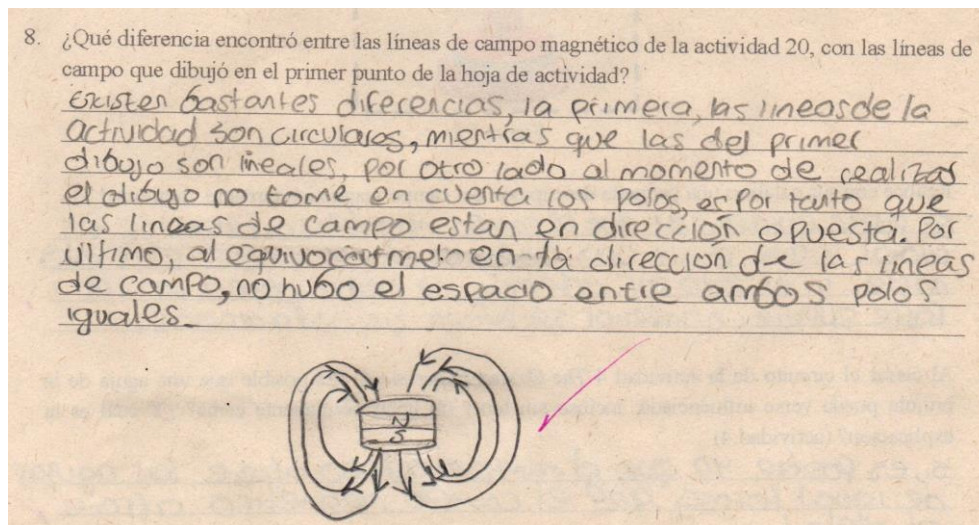 8. ¿Qué diferencia encontró entre las líneas de campo magnético de la actividad 20, con las líneas de
campo que dibujó en el primer punto de la hoja de actividad?
Existen bastantes diferencias, la primera, las lineas de la
actividad son circulares, mientras que las del primer
dibujo son lineales, por otro lado al momento de realizar
el dibujo no tome en cuenta los polos, es por tanto que
las lineas de campo estan en dirección opuesta. Por
ultimo, al equivocarme en la dirección de las lineas
de campo, no hubo el espacio entre ambos polos
iguales.
N
S